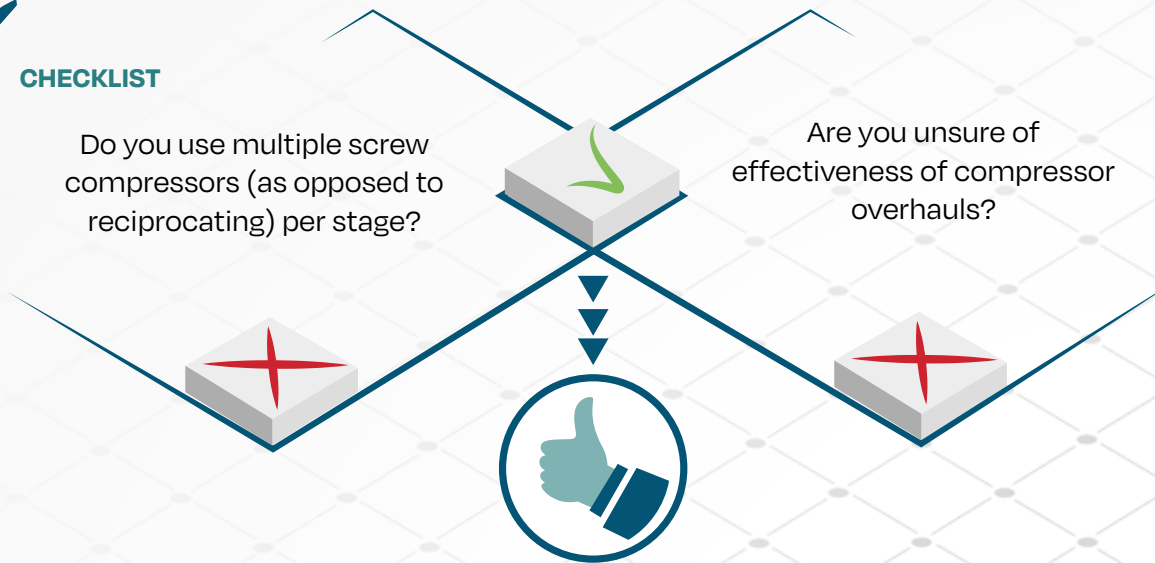 CHECKLIST
Do you use multiple screw
compressors (as opposed to
reciprocating) per stage?
Are you unsure of
effectiveness of compressor
overhauls?